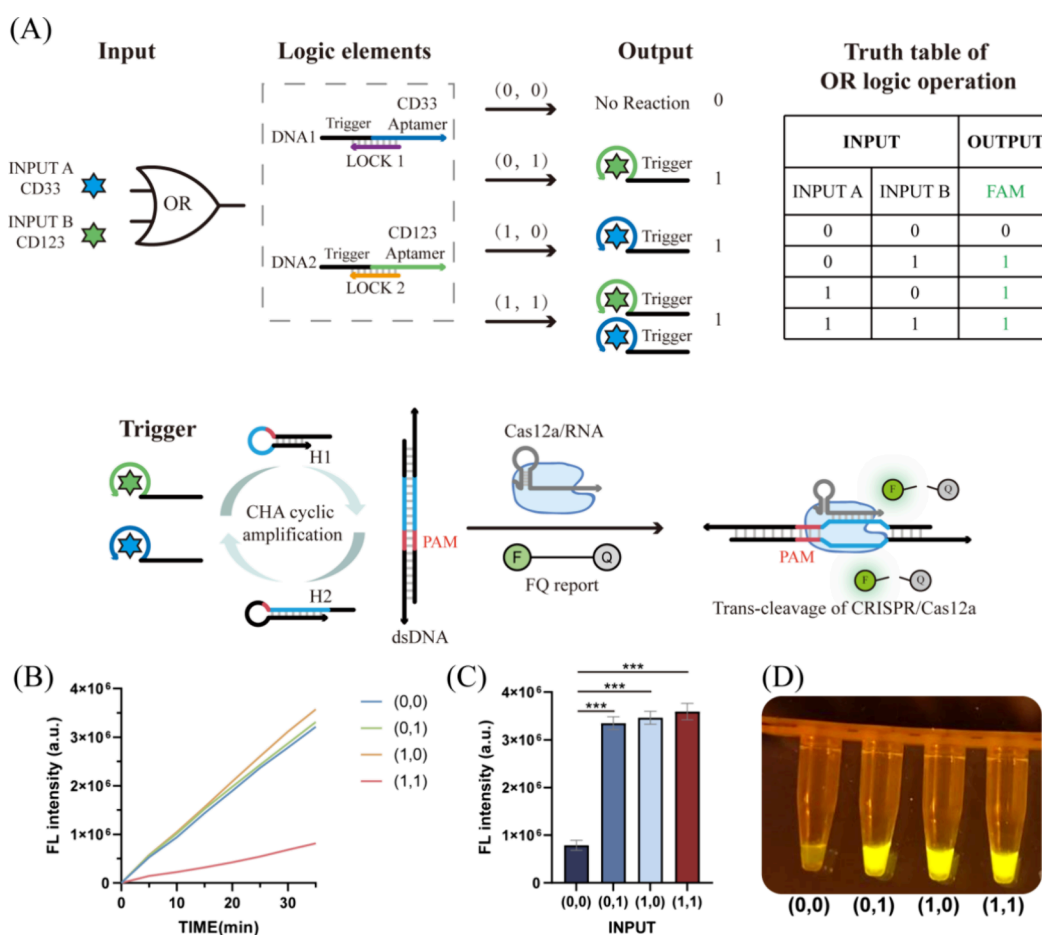 (A)
Input
Logic elements
Output
Truth table of
OR logic operation
INPUT A
CD33
INPUT B
CD123
OR
DNA1
Trigger
CD33
Aptamer
LOCK 1
DNA2
Trigger
CD123
Aptamer
LOCK 2
(0, 0)
No Reaction
0
(0, 1)
Trigger
1
(1, 0)
Trigger
1
(1, 1)
Trigger
Trigger
1
INPUT OUTPUT
INPUT A INPUT B FAM
0 0 0
0 1 1
1 0 1
1 1 1
Trigger
H1
CHA cyclic
amplification
H2
PAM
dsDNA
Cas12a/RNA
F Q
FQ report
F Q
PAM
F Q
Trans-cleavage of CRISPR/Cas12a
(B)
FL intensity (a.u.)
4×10⁶
3×10⁶
2×10⁶
1×10⁶
0
0 10 20 30
TIME(min)
(0,0)
(0,1)
(1,0)
(1,1)
(C)
FL intensity (a.u.)
4×10⁶
3×10⁶
2×10⁶
1×10⁶
0
***
***
***
(0,0) (0,1) (1,0) (1,1)
INPUT
(D)
(0,0) (0,1) (1,0) (1,1)